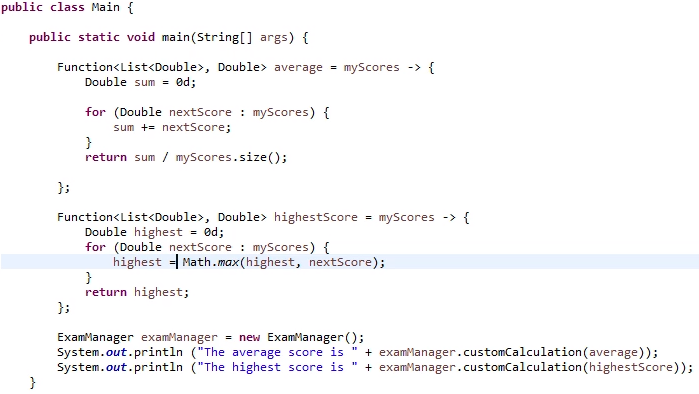 public class Main {
public static void main(String[] args) {
Function<List<Double>, Double> average = myScores -> {
Double sum = 0d;
for (Double nextScore : myScores) {
sum += nextScore;
}
return sum / myScores.size();
};
Function<List<Double>, Double> highestScore = myScores -> {
Double highest = 0d;
for (Double nextScore : myScores) {
highest = Math.max(highest, nextScore);
}
return highest;
};
ExamManager examManager = new ExamManager();
System.out.println ("The average score is " + examManager.customCalculation(average));
System.out.println ("The highest score is " + examManager.customCalculation(highestScore));
}